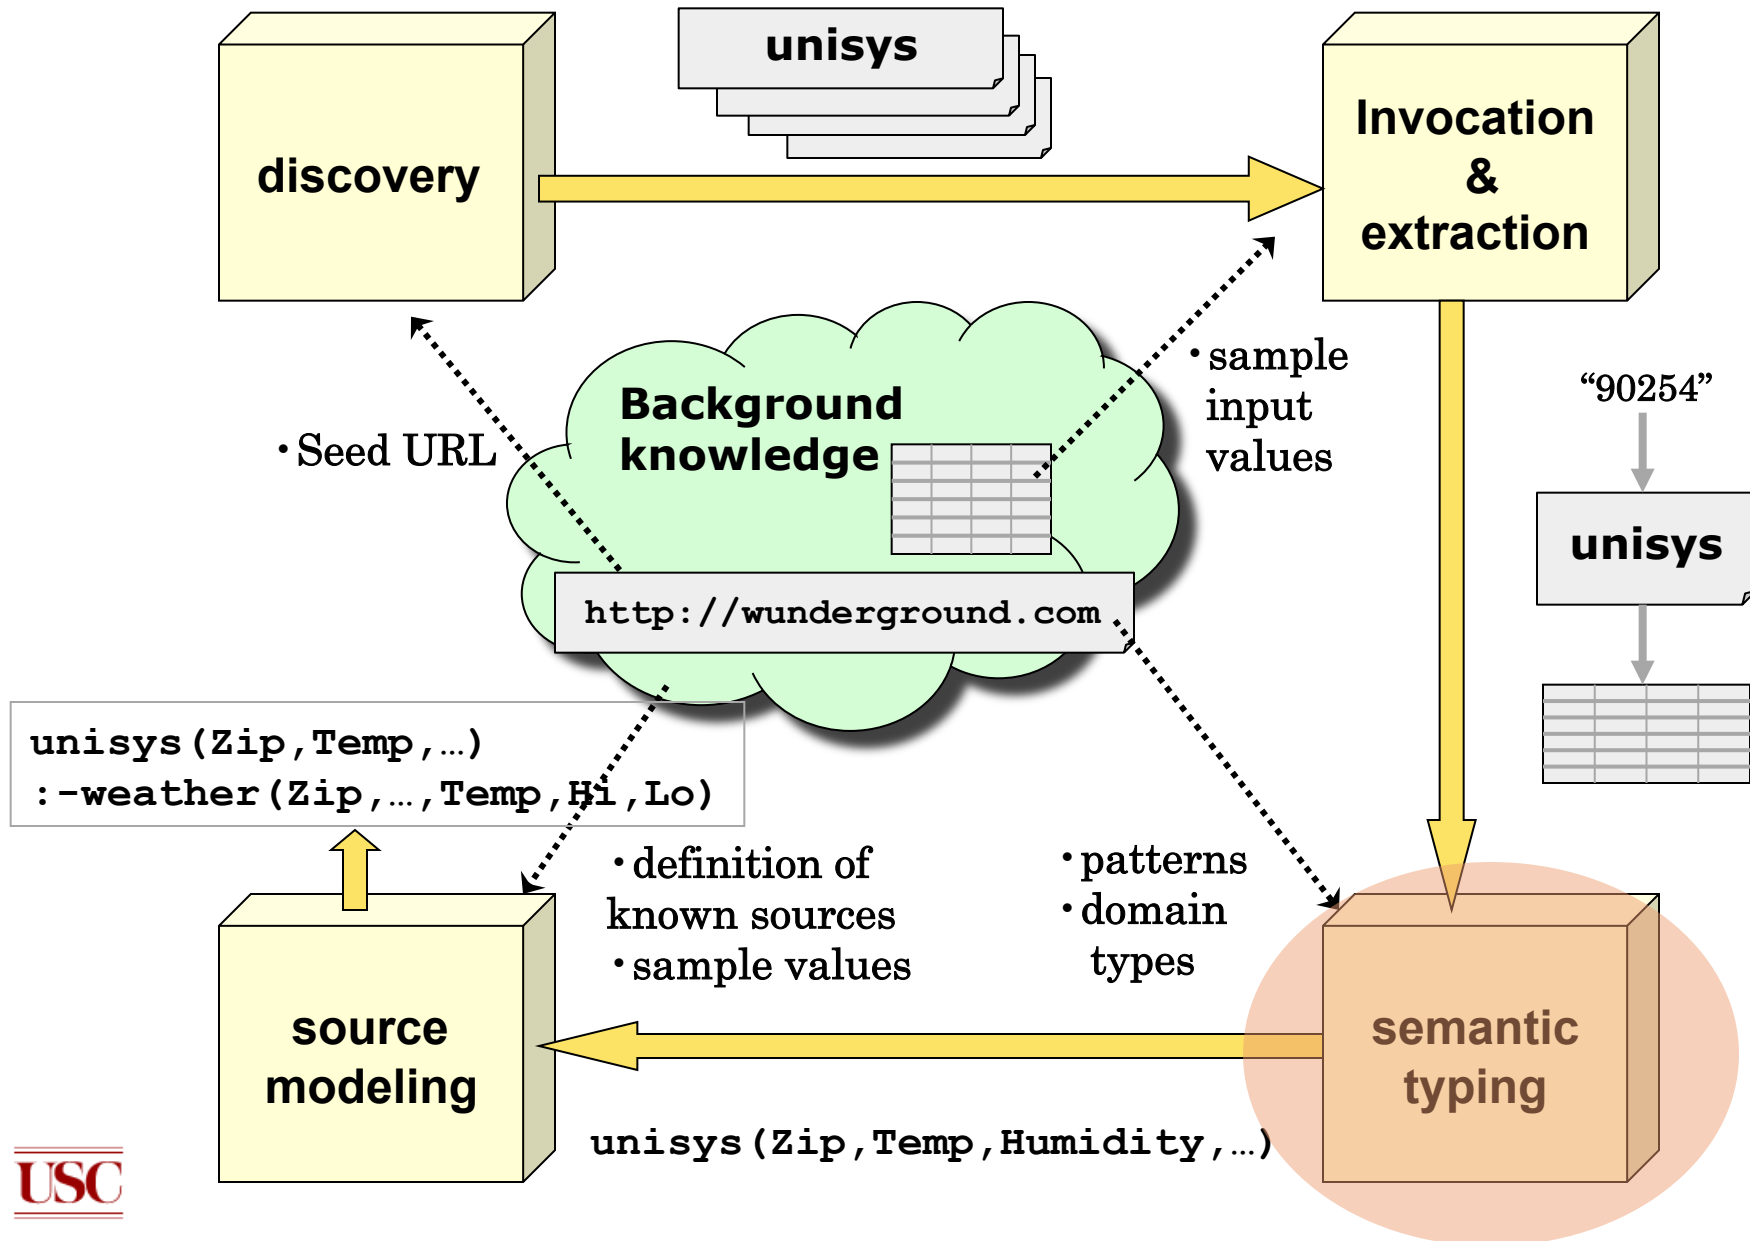 unisys
discovery
Invocation
&
extraction
Background
knowledge
• Seed URL
• sample
input
values
“90254”
unisys
http://wunderground.com
unisys(Zip,Temp,…)
:-weather(Zip,…,Temp,Hi,Lo)
• definition of
known sources
• sample values
• patterns
• domain
types
source
modeling
semantic
typing
unisys(Zip,Temp,Humidity,…)
USC